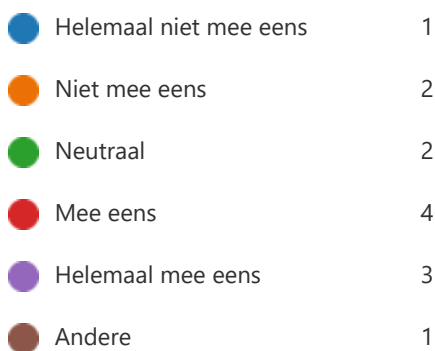 Helemaal niet mee eens 1
Niet mee eens 2
Neutraal 2
Mee eens 4
Helemaal mee eens 3
Andere 1